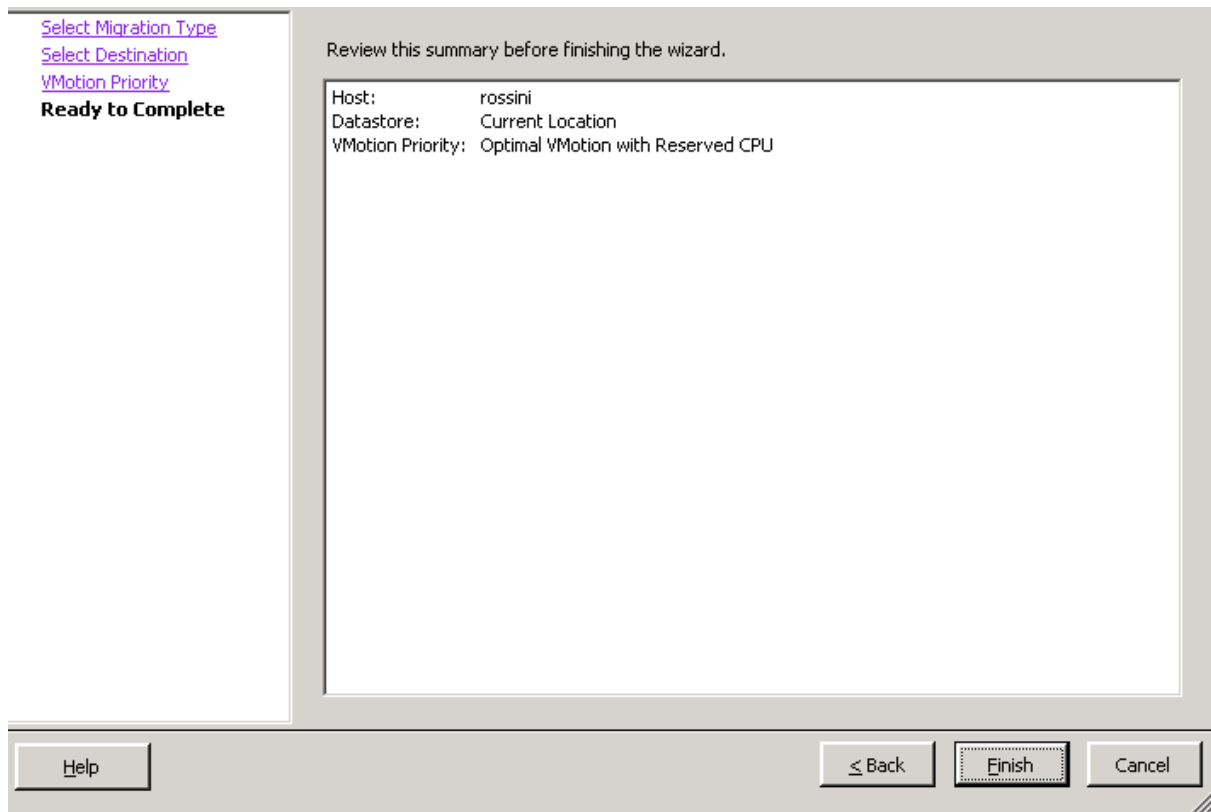 Select Migration Type
Select Destination
VMotion Priority
Ready to Complete
Review this summary before finishing the wizard.
Host: rossini
Datastore: Current Location
VMotion Priority: Optimal VMotion with Reserved CPU
Help
< Back
Finish
Cancel